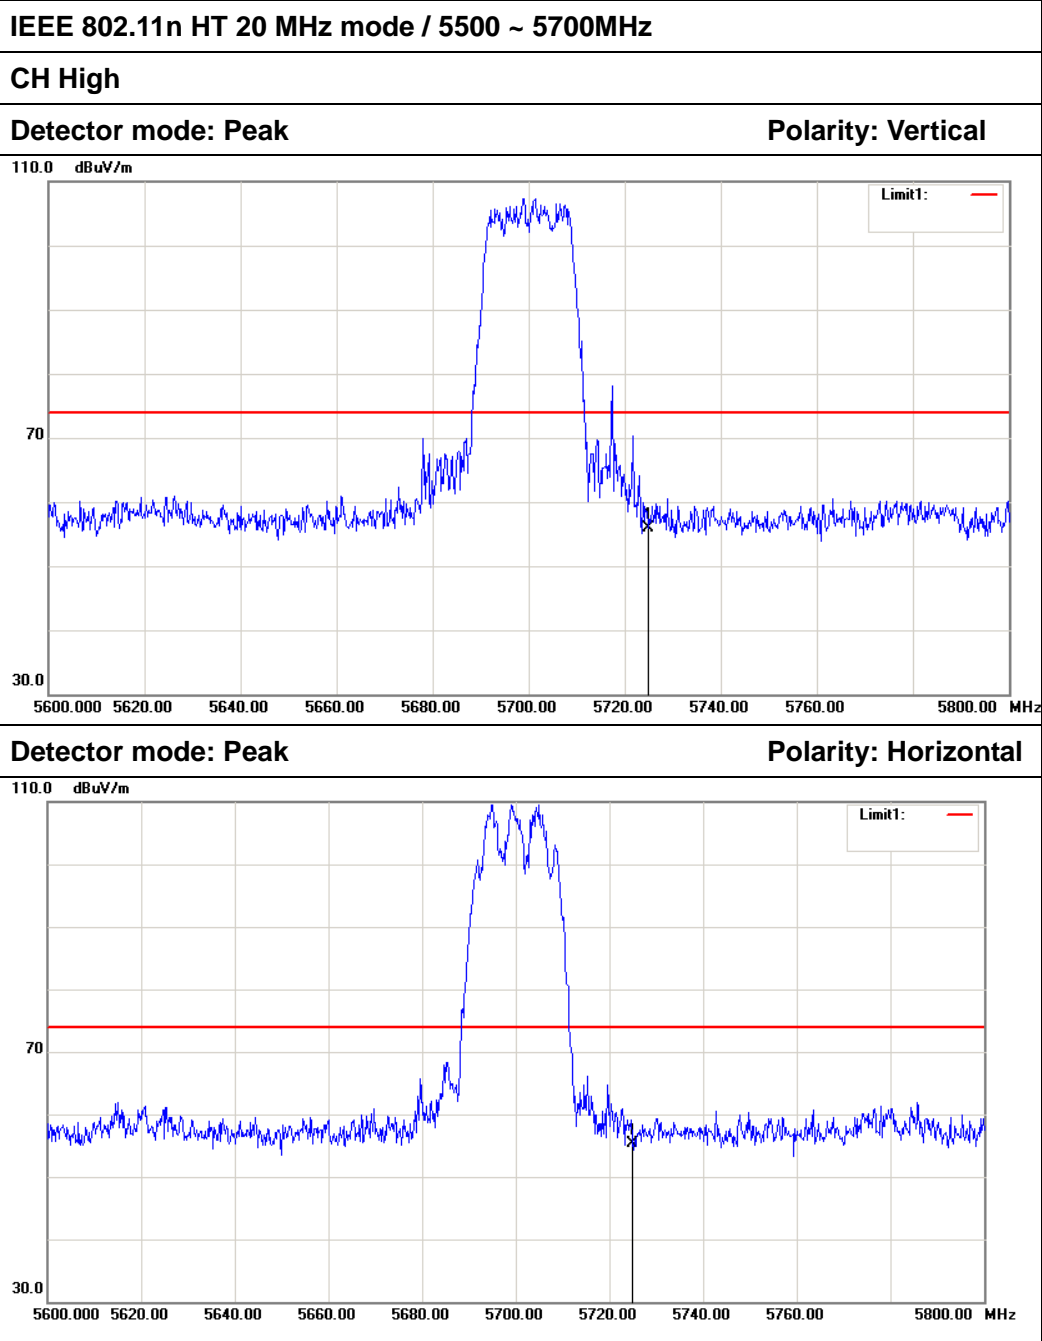 IEEE 802.11n HT 20 MHz mode / 5500 ~ 5700MHz
CH High
Detector mode: Peak Polarity: Vertical
110.0 dBuV/m
Limit1:
70
1
30.0
5600.000 5620.00 5640.00 5660.00 5680.00 5700.00 5720.00 5740.00 5760.00 5800.00 MHz
Detector mode: Peak Polarity: Horizontal
110.0 dBuV/m
Limit1:
70
1
30.0
5600.000 5620.00 5640.00 5660.00 5680.00 5700.00 5720.00 5740.00 5760.00 5800.00 MHz